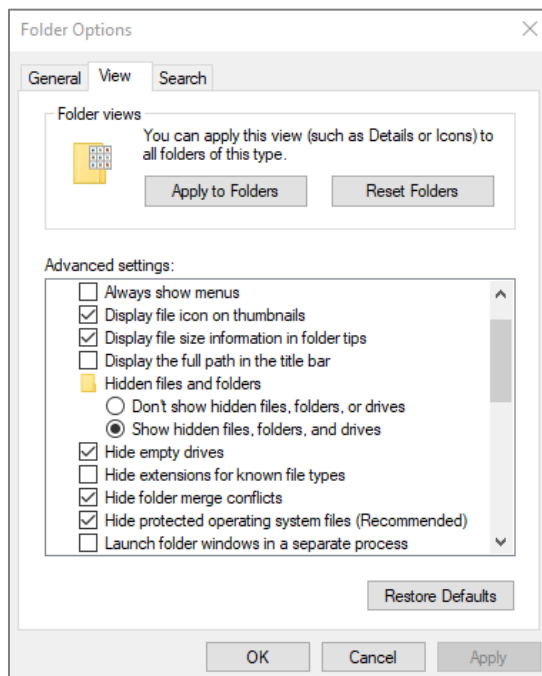 Folder Options
General View Search
Folder views
You can apply this view (such as Details or Icons) to
all folders of this type.
Apply to Folders Reset Folders
Advanced settings:
Always show menus
Display file icon on thumbnails
Display file size information in folder tips
Display the full path in the title bar
Hidden files and folders
Don't show hidden files, folders, or drives
Show hidden files, folders, and drives
Hide empty drives
Hide extensions for known file types
Hide folder merge conflicts
Hide protected operating system files (Recommended)
Launch folder windows in a separate process
Restore Defaults
OK Cancel Apply